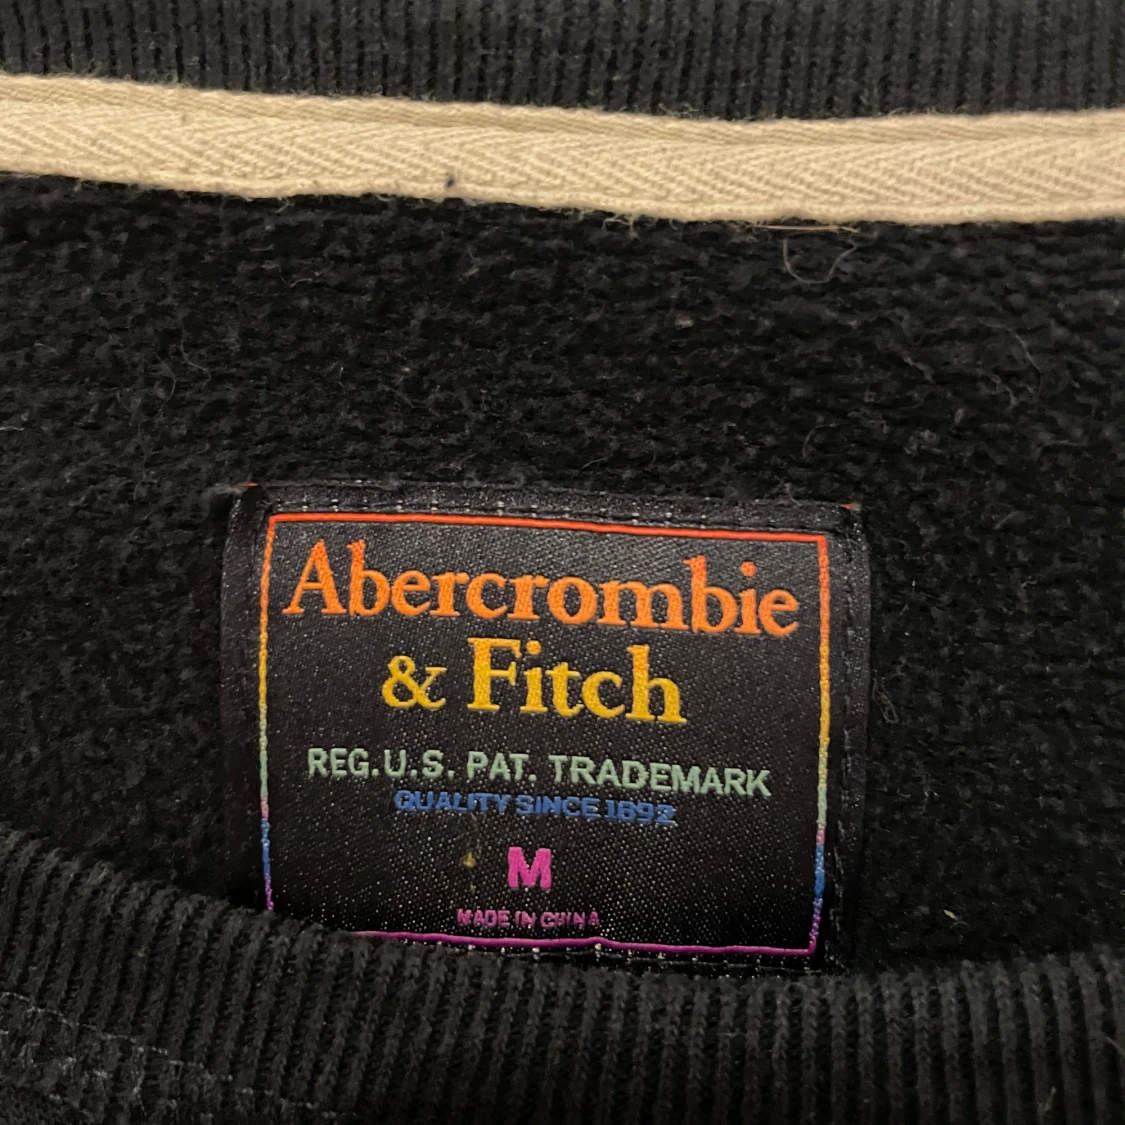 Abercrombie
& Fitch
REG.U.S. PAT. TRADEMARK
QUALITY SINCE 1892
M
MADE IN CHINA